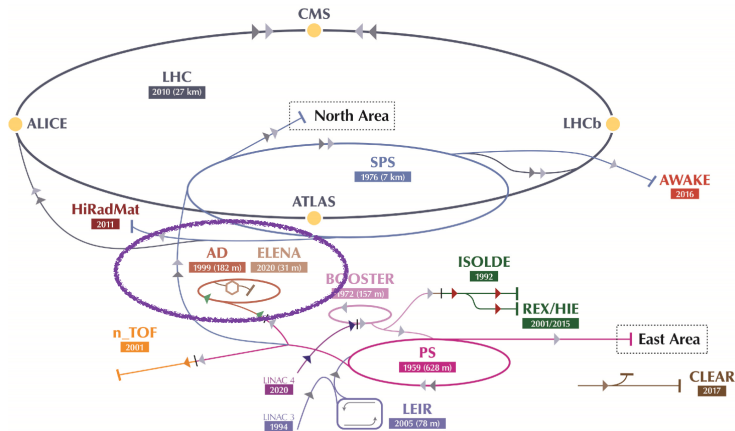 CMS
LHC
2010 (27 km)
North Area
ALICE
LHCb
SPS
1976 (7 km)
AWAKE
2016
HiRadMat
2011
ATLAS
AD
1999 (182 m)
ELENA
2020 (31 m)
BOOSTER
1972 (157 m)
ISOLDE
1992
REX/HIE
2001/2015
n_TOF
2001
East Area
PS
1959 (628 m)
LINAC 4
2020
CLEAR
2017
LINAC 3
1994
LEIR
2005 (78 m)